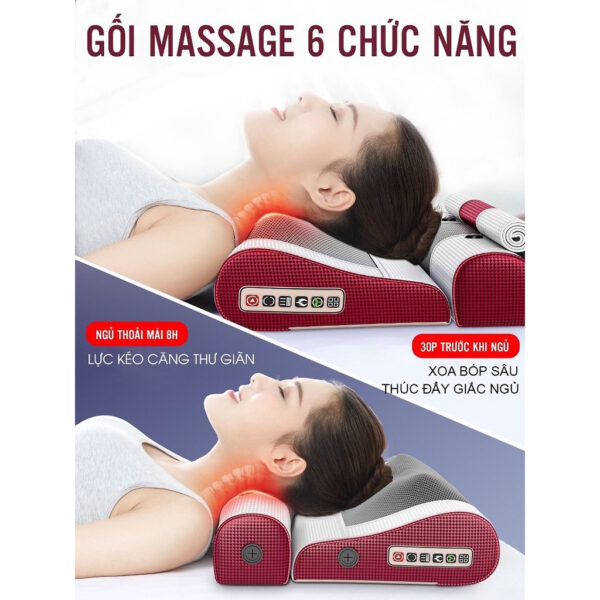 GỐI MASSAGE 6 CHỨC NĂNG
NGỦ THOẢI MÁI 8H
LỰC KÉO CĂNG THƯ GIÃN
30P TRƯỚC KHI NGỦ
XOA BÓP SÂU
THÚC ĐẨY GIẤC NGỦ